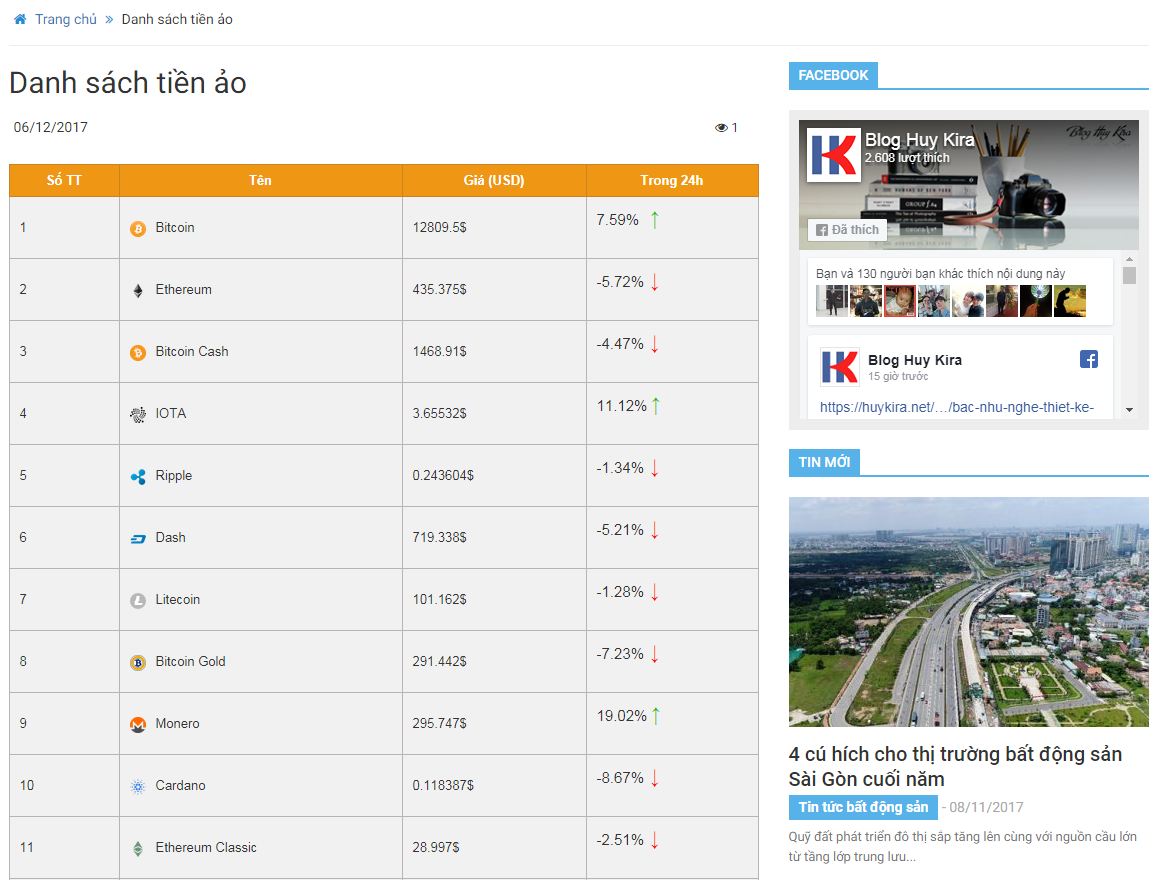 Trang chủ » Danh sách tiền ảo
Danh sách tiền ảo
06/12/2017
1
Số TT Tên Giá (USD) Trong 24h
1 Bitcoin 12809.5$ 7.59% ↑
2 Ethereum 435.375$ -5.72% ↓
3 Bitcoin Cash 1468.91$ -4.47% ↓
4 IOTA 3.65532$ 11.12% ↑
5 Ripple 0.243604$ -1.34% ↓
6 Dash 719.338$ -5.21% ↓
7 Litecoin 101.162$ -1.28% ↓
8 Bitcoin Gold 291.442$ -7.23% ↓
9 Monero 295.747$ 19.02% ↑
10 Cardano 0.118387$ -8.67% ↓
11 Ethereum Classic 28.997$ -2.51% ↓
FACEBOOK
Blog Huy Kira
HK
Blog Huy Kira
2.608 lượt thích
GROUP f.64
Đã thích
Bạn và 130 người bạn khác thích nội dung này
HK
Blog Huy Kira
15 giờ trước
https://huykira.net/…/bac-nhu-nghe-thiet-ke-
TIN MỚI
4 cú hích cho thị trường bất động sản
Sài Gòn cuối năm
Tin tức bất động sản - 08/11/2017
Quỹ đất phát triển đô thị sắp tăng lên cùng với nguồn cầu lớn
từ tầng lớp trung lưu...